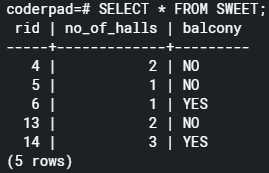 coderpad=# SELECT * FROM SWEET;
 rid | no_of_halls | balcony
-----+-------------+---------
   4 |           2 | NO
   5 |           1 | NO
   6 |           1 | YES
  13 |           2 | NO
  14 |           3 | YES
(5 rows)